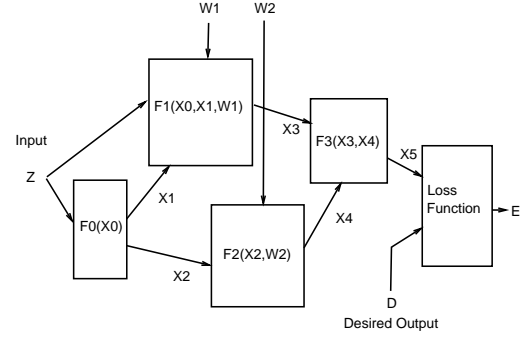 W1
W2
F1(X0,X1,W1)
X3
F3(X3,X4)
Input
X5
Z
Loss
Function
E
X1
F0(X0)
X4
F2(X2,W2)
X2
D
Desired Output